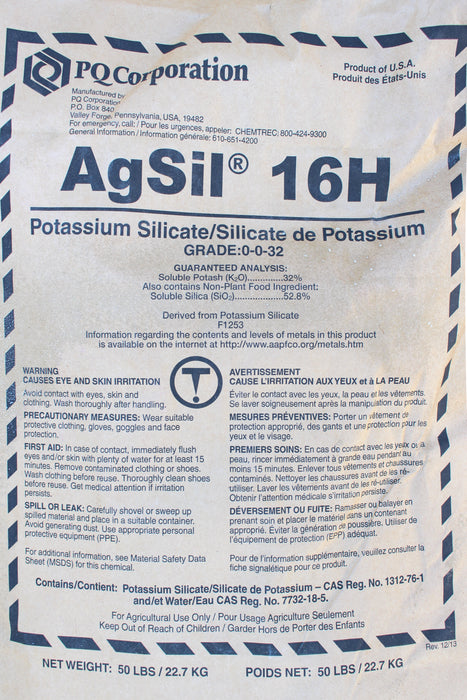 PQ Corporation
Product of U.S.A.
Produit des États-Unis
Manufactured by
PQ Corporation
P.O. Box 840
Valley Forge, Pennsylvania, USA, 19482
For emergency, call: / Pour les urgences, appeler: CHEMTREC: 800-424-9300
General Information / Information générale: 610-651-4200
AgSil® 16H
Potassium Silicate/Silicate de Potassium
GRADE:0-0-32
GUARANTEED ANALYSIS:
Soluble Potash (K₂O)..............32%
Also contains Non-Plant Food Ingredient:
Soluble Silica (SiO₂)...................52.8%
Derived from Potassium Silicate
F1253
Information regarding the contents and levels of metals in this product
is available on the internet at http://www.aapfco.org/metals.htm
WARNING
CAUSES EYE AND SKIN IRRITATION
Avoid contact with eyes, skin and
clothing. Wash thoroughly after handling.
PRECAUTIONARY MEASURES: Wear suitable
protective clothing, gloves, goggles and face
protection.
FIRST AID: In case of contact, immediately flush
eyes and/or skin with plenty of water for at least 15
minutes. Remove contaminated clothing or shoes.
Wash clothing before reuse. Thoroughly clean shoes
before reuse. Get medical attention if irritation
persists.
SPILL OR LEAK: Carefully shovel or sweep up
spilled material and place in a suitable container.
Avoid generating dust. Use appropriate personal
protective equipment (PPE).
For additional information, see Material Safety Data
Sheet (MSDS) for this chemical.
AVERTISSEMENT
CAUSE L'IRRITATION AUX YEUX et à LA PEAU
Éviter le contact avec les yeux, la peau et les vêtements.
Se laver soigneusement après la manipulation du produit.
MESURES PRÉVENTIVES: Porter un vêtement de
protection approprié, des gants et une protection pour les
yeux et le visage.
PREMIERS SOINS: En cas de contact avec les yeux ou la
peau, rincer immédiatement à grande eau pendant au
moins 15 minutes. Enlever tous vêtements et chaussures
contaminés. Nettoyer les chaussures avant de les ré-
utiliser. Laver les vêtements avant de les ré-utiliser.
Obtenir l'attention médicale s'irritation persiste.
DÉVERSEMENT OU FUITE: Ramasser ou balayer en
prenant soin et placer le matériel dans un contenant
approprié. Éviter la génération de poussière. Utiliser de
l'équipement de protection (EPP) adéquat.
Pour de l'information supplémentaire, veuillez consulter la
fiche signalétique pour ce produit.
Contains/Contient: Potassium Silicate/Silicate de Potassium – CAS Reg. No. 1312-76-1
and/et Water/Eau CAS Reg. No. 7732-18-5.
For Agricultural Use Only / Pour Usage Agriculture Seulement
Keep Out of Reach of Children / Garder Hors de Porter des Enfants
Rev. 12/13
NET WEIGHT: 50 LBS / 22.7 KG POIDS NET: 50 LBS / 22.7 KG